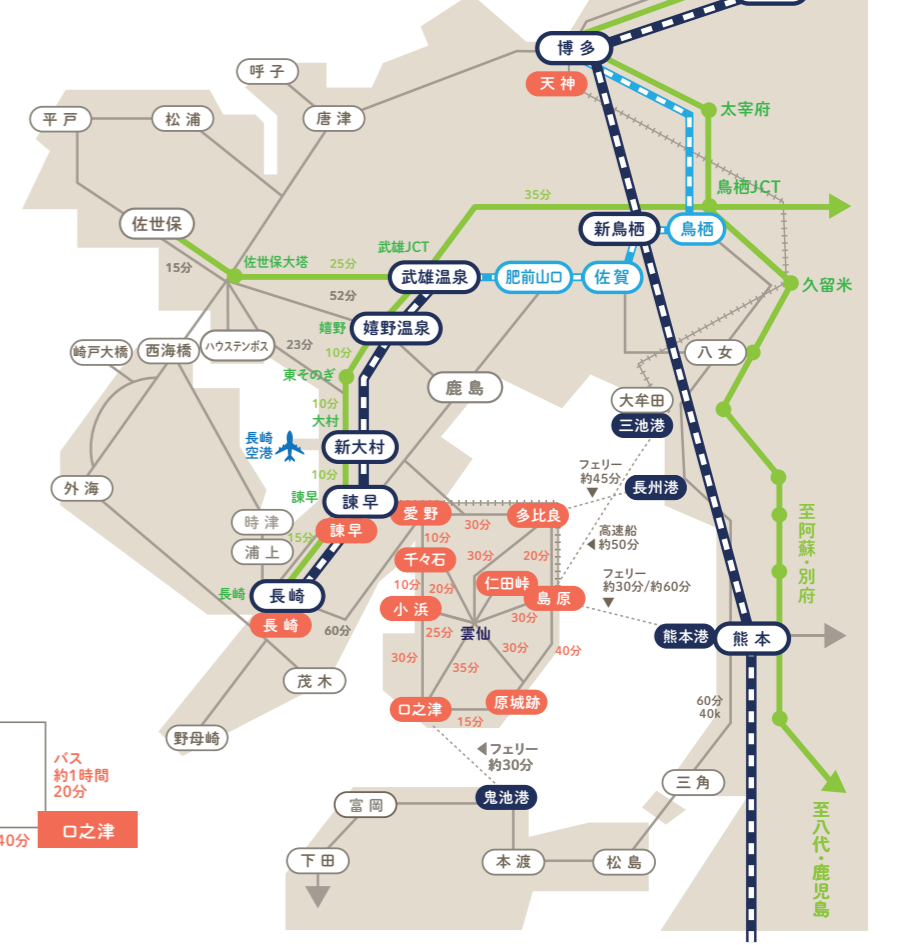 博多
天神
呼子
唐津
平戸
松浦
太宰府
鳥栖JCT
35分
佐世保
新鳥栖
鳥栖
武雄JCT
佐世保大塔
25分
15分
武雄温泉
肥前山口
佐賀
久留米
52分
嬉野
嬉野温泉
崎戸大橋
西海橋
ハウステンボス
23分
10分
八女
東そのぎ
鹿島
10分
大村
大牟田
三池港
長崎
空港
新大村
フェリー
約45分
長州港
外海
10分
諫早
諫早
諫早
愛野
30分
多比良
時津
15分
10分
高速船
約50分
至阿蘇・別府
浦上
千々石
30分
20分
フェリー
約30分/約60分
長崎
長崎
10分
20分
仁田峠
島原
小浜
30分
長崎
60分
25分
雲仙
熊本港
熊本
30分
35分
30分
40分
茂木
口之津
原城跡
15分
60分
40k
野母崎
フェリー
約30分
バス
約1時間
20分
三角
40分
口之津
富岡
鬼池港
至八代・鹿児島
下田
本渡
松島